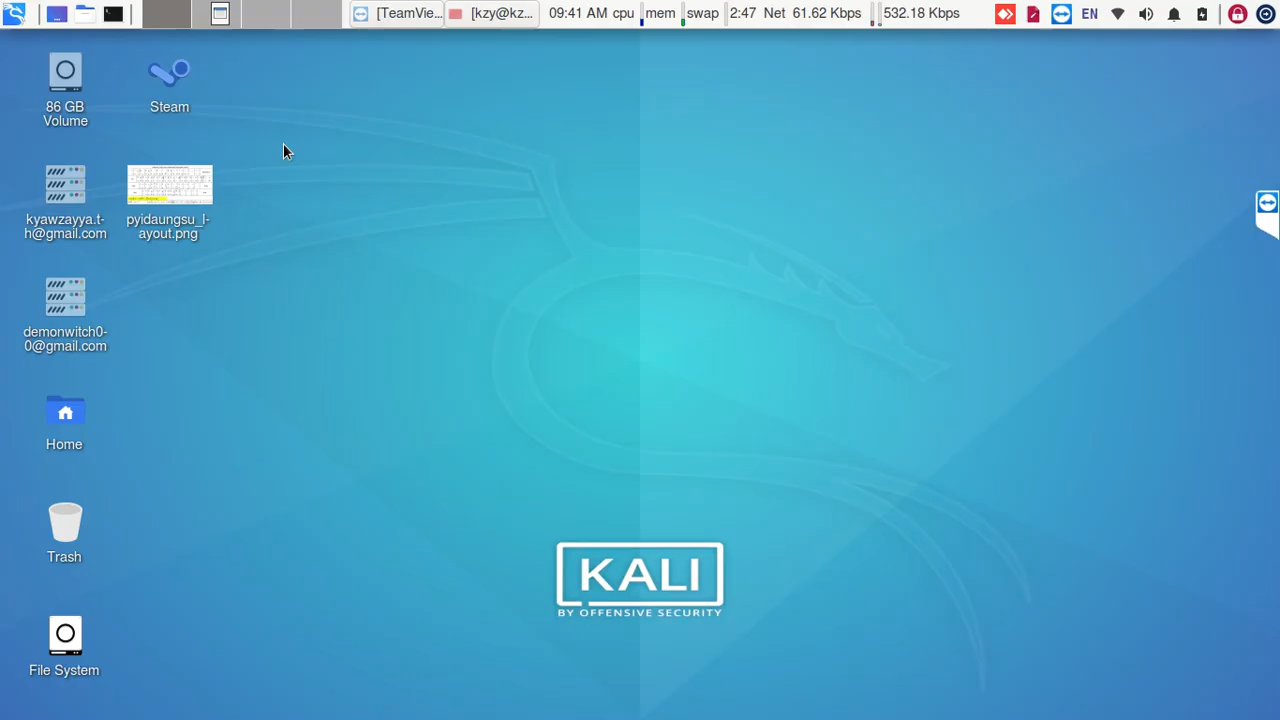 [TeamVie...
[kzy@kz...
09:41 AM cpu
mem
swap
2:47 Net 61.62 Kbps
532.18 Kbps
EN
86 GB
Volume
Steam
kyawzayya.t-
h@gmail.com
pyidaungsu_l-
ayout.png
demonwitch0-
0@gmail.com
Home
Trash
File System
KALI
BY OFFENSIVE SECURITY